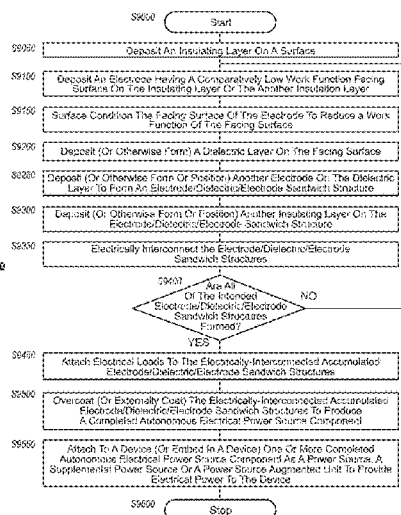 S9000
Start
S9050
Deposit An Insulating Layer On A Surface
S9100
Deposit An Electrode Having A Comparatively Low Work Function Facing
Surface On The Insulating Layer Or The Another Insulation Layer
S9150
Surface Condition The Facing Surface Of The Electrode To Reduce a Work
Function Of The Facing Surface
S9200
Deposit (Or Otherwise Form) A Dielectric Layer On The Facing Surface
S9250
Deposit (Or Otherwise Form Or Position) Another Electrode On The Dielectric
Layer To Form An Electrode/Dielectric/Electrode Sandwich Structure
S9300
Deposit (Or Otherwise Form Or Position) Another Insulating Layer On The
Electrode/Dielectric/Electrode Sandwich Structure
S9350
Electrically Interconnect the Electrode/Dielectric/Electrode
Sandwich Structures
S9400
Are All
Of The Intended
Electrode/Dielectric/Electrode
Sandwich Structures
Formed?
NO
YES
S9450
Attach Electrical Leads To The Electrically-Interconnected Accumulated
Electrode/Dielectric/Electrode Sandwich Structures
S9500
Overcoat (Or Externally Coat) The Electrically-Interconnected Accumulated
Electrode/Dielectric/Electrode Sandwich Structures To Produce
A Completed Autonomous Electrical Power Source Component
S9550
Attach To A Device (Or Embed In A Device) One Or More Completed
Autonomous Electrical Power Source Component As A Power Source, A
Supplemental Power Source Or A Power Source Augmented Unit To Provide
Electrical Power To The Device
S9600
Stop